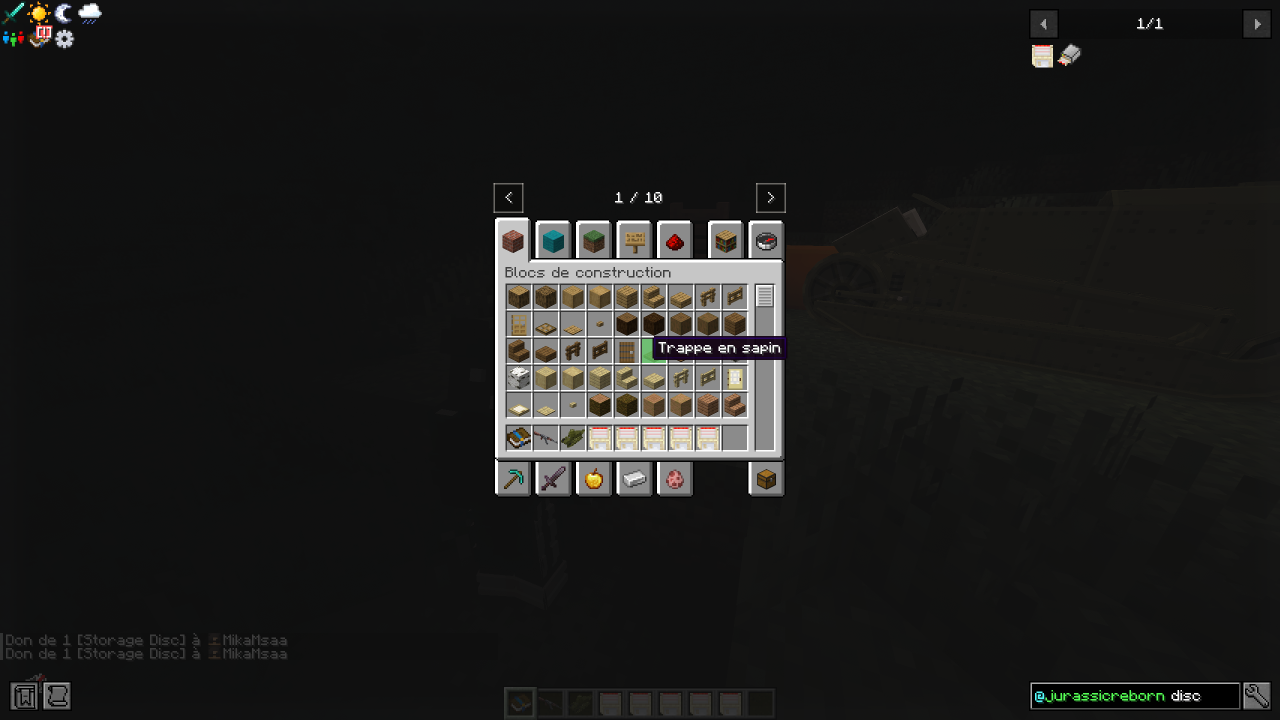 1/1
1 / 10
Blocs de construction
Trappe en sapin
Don de 1 [Storage Disc] à MikaMsaa
Don de 1 [Storage Disc] à MikaMsaa
@jurassicreborn disc